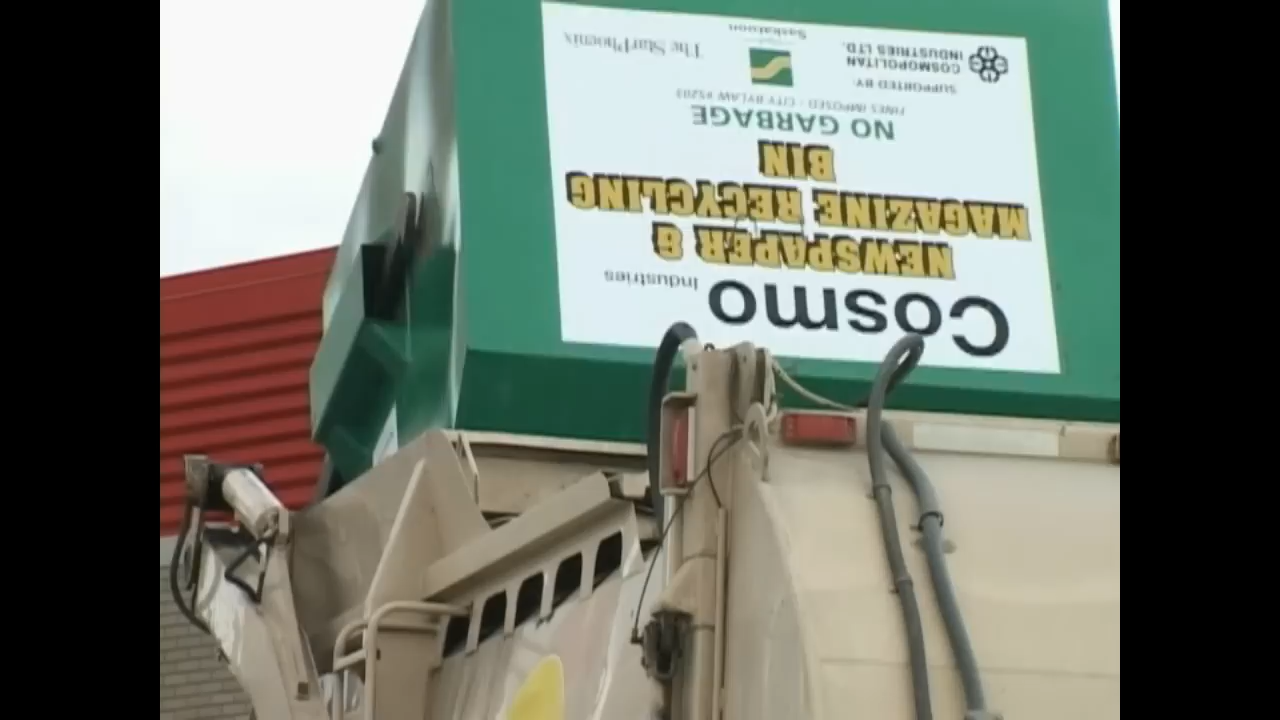 Cosmo Industries
NEWSPAPER &
MAGAZINE RECYCLING
BIN
NO GARBAGE
FINES IMPOSED - CITY BYLAW #5203
SUPPORTED BY:
COSMOPOLITAN
INDUSTRIES LTD.
Saskatoon
The StarPhoenix